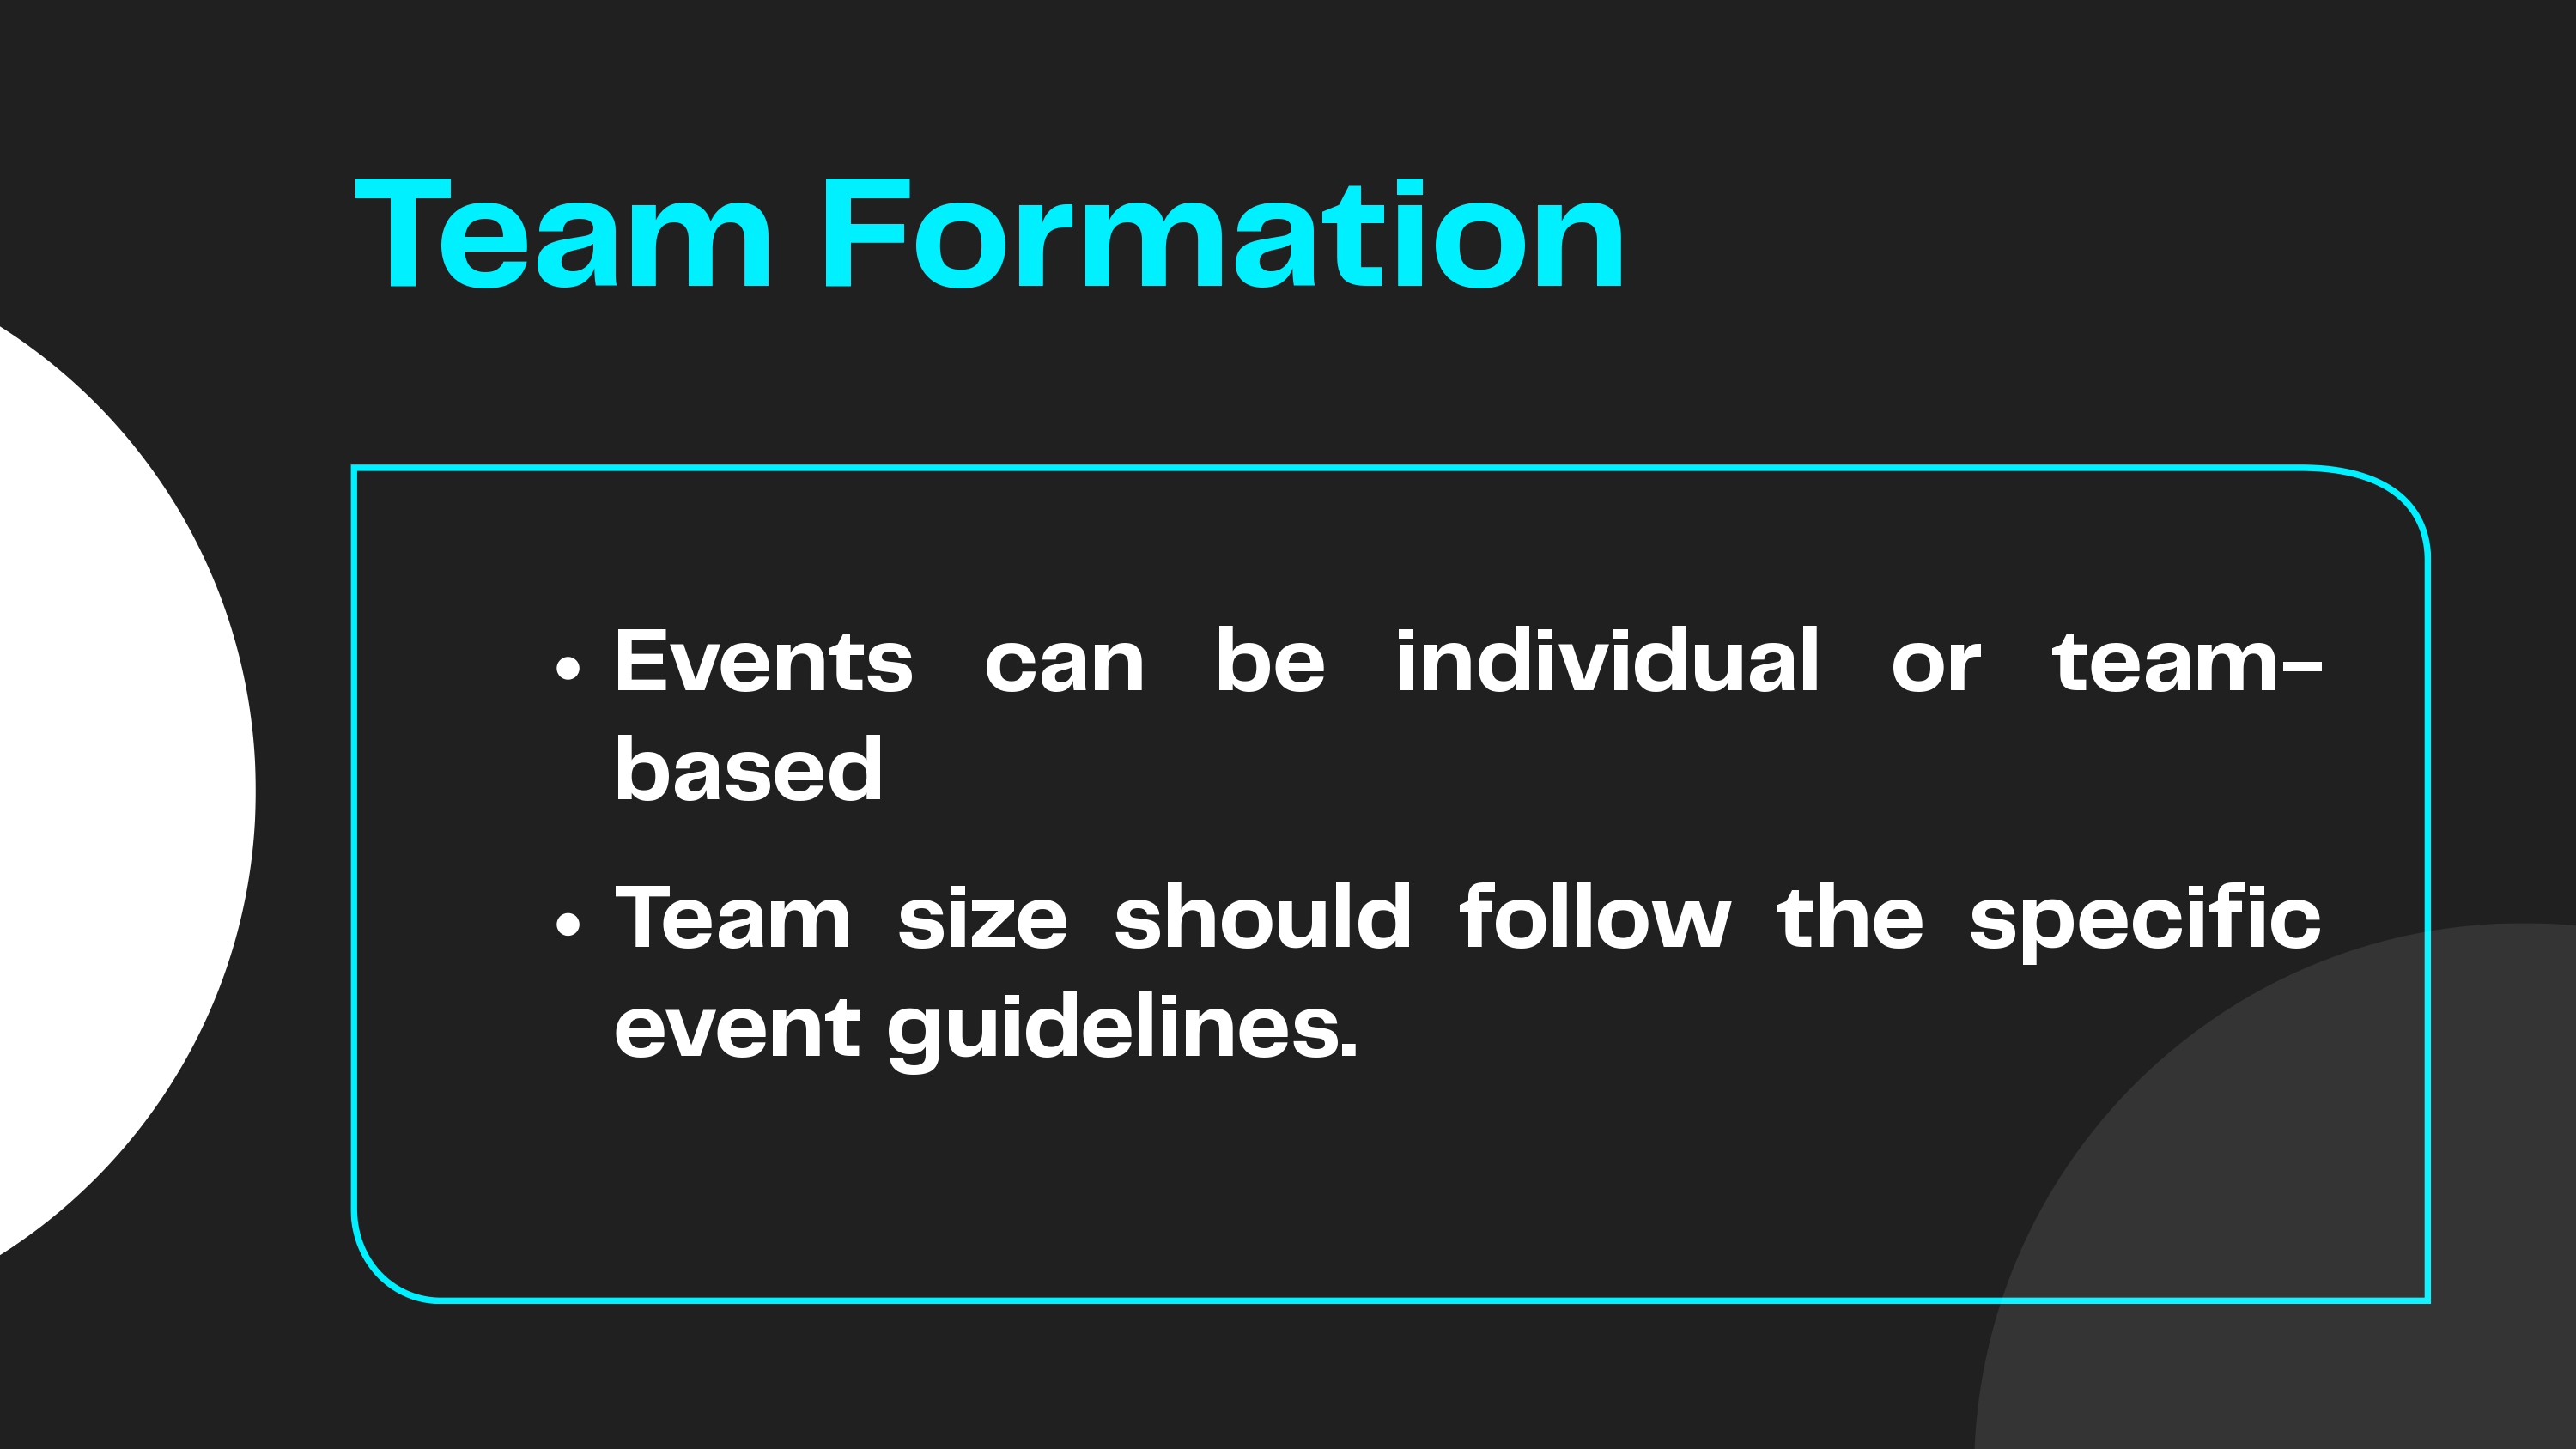 Team Formation
• Events can be individual or team-
based
• Team size should follow the specific
event guidelines.